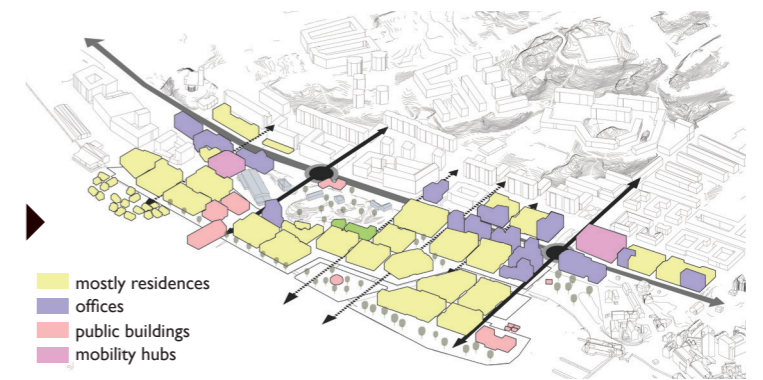 mostly residences
offices
public buildings
mobility hubs